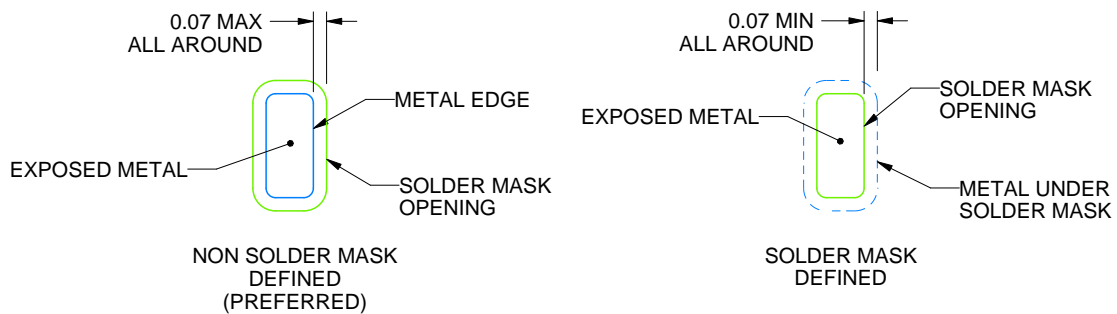 0.07 MAX
ALL AROUND
METAL EDGE
EXPOSED METAL
SOLDER MASK
OPENING
NON SOLDER MASK
DEFINED
(PREFERRED)
0.07 MIN
ALL AROUND
SOLDER MASK
OPENING
EXPOSED METAL
METAL UNDER
SOLDER MASK
SOLDER MASK
DEFINED